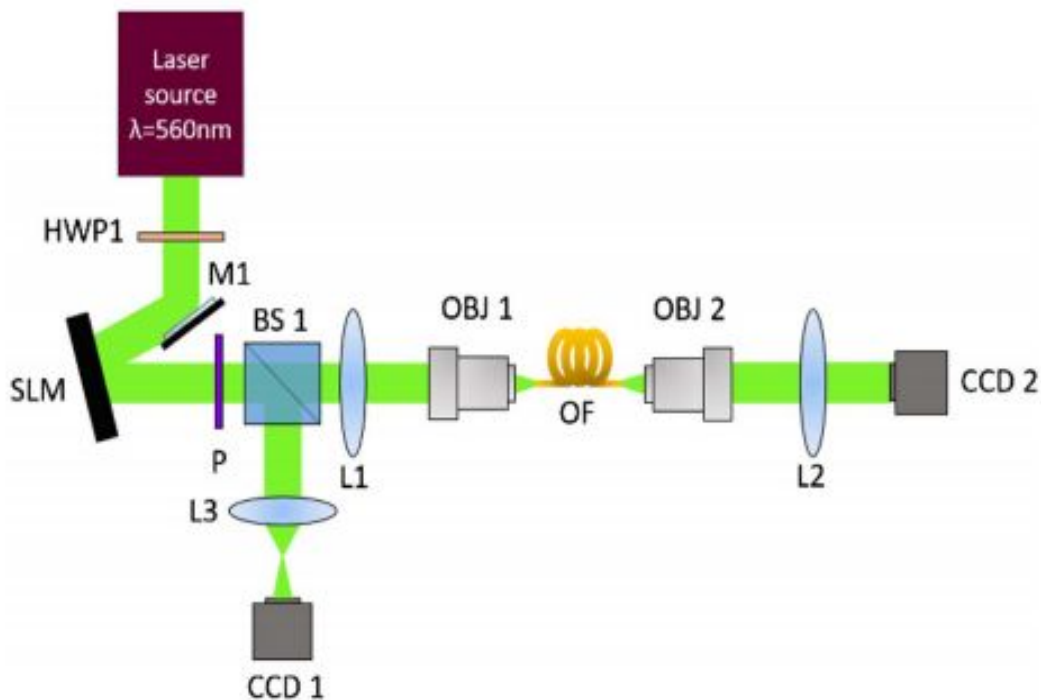 Laser
source
λ=560nm
HWP1
M1
BS 1
OBJ 1
OBJ 2
SLM
CCD 2
OF
P
L1
L2
L3
CCD 1